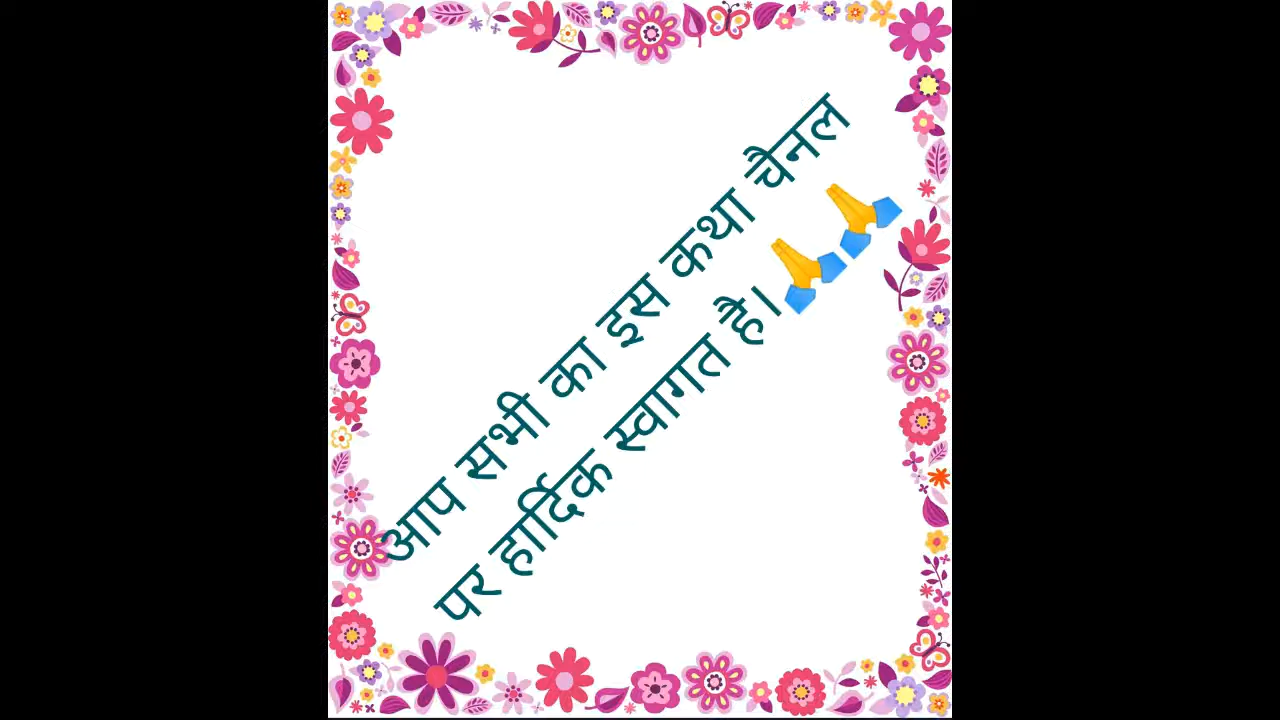 आप सभी का इस कथा चैनल
पर हार्दिक स्वागत है।🙏🙏